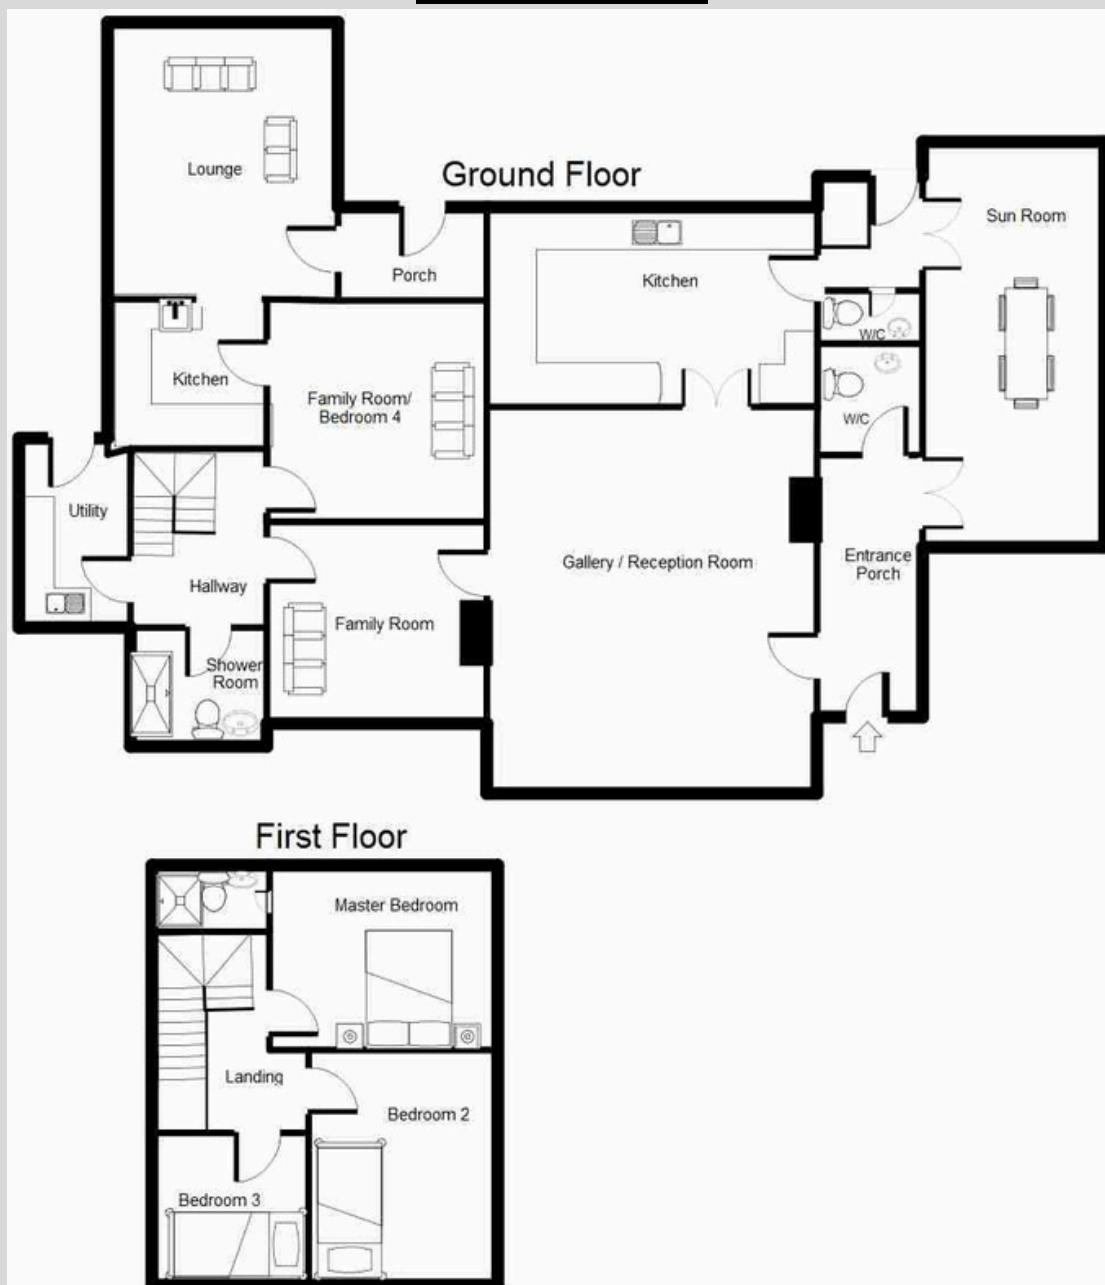 Ground Floor
Lounge
Sun Room
Porch
Kitchen
W/C
Kitchen
Family Room/
Bedroom 4
W/C
Utility
Gallery / Reception Room
Entrance
Porch
Hallway
Family Room
Shower
Room
First Floor
Master Bedroom
Landing
Bedroom 2
Bedroom 3